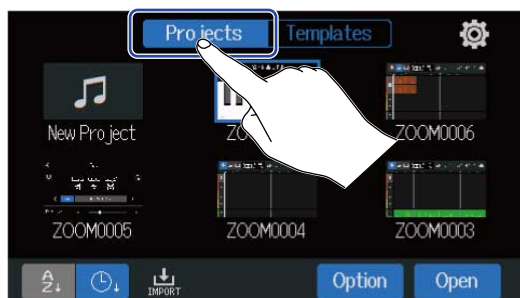 Projects Templates
New Project ZO ZOOM0006
ZOOM0005 ZOOM0004 ZOOM0003
A Z↓ IMPORT Option Open